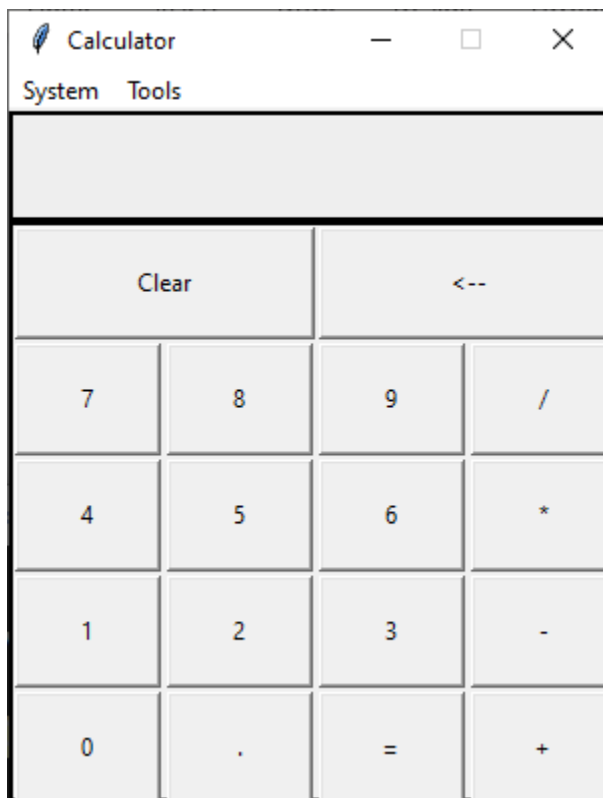 Calculator
System Tools
Clear <--
7 8 9 /
4 5 6 *
1 2 3 -
0 . = +